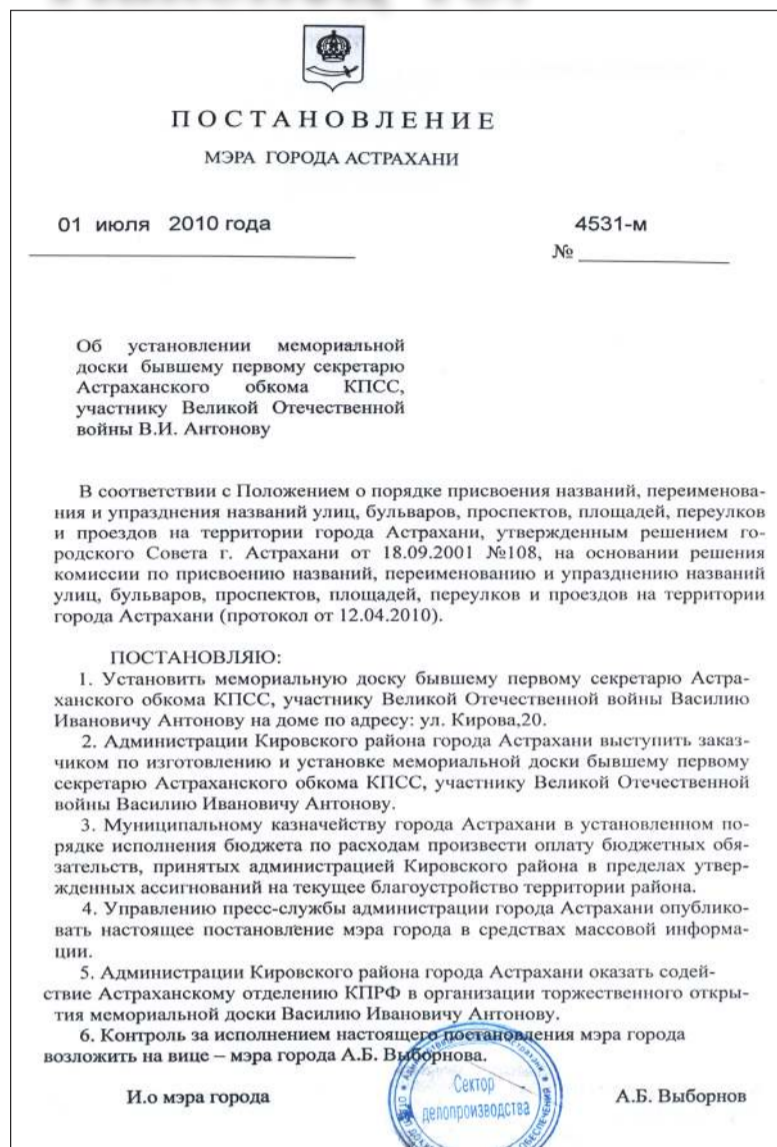 ПОСТАНОВЛЕНИЕ
МЭРА ГОРОДА АСТРАХАНИ
01 июля 2010 года
4531-м
№
Об установлении мемориальной
доски бывшему первому секретарю
Астраханского обкома КПСС,
участнику Великой Отечественной
войны В.И. Антонову
В соответствии с Положением о порядке присвоения названий, переименова-
ния и упразднения названий улиц, бульваров, проспектов, площадей, переулков
и проездов на территории города Астрахани, утвержденным решением го-
родского Совета г. Астрахани от 18.09.2001 №108, на основании решения
комиссии по присвоению названий, переименованию и упразднению названий
улиц, бульваров, проспектов, площадей, переулков и проездов на территории
города Астрахани (протокол от 12.04.2010).
ПОСТАНОВЛЯЮ:
1. Установить мемориальную доску бывшему первому секретарю Астра-
ханского обкома КПСС, участнику Великой Отечественной войны Василию
Ивановичу Антонову на доме по адресу: ул. Кирова,20.
2. Администрации Кировского района города Астрахани выступить заказ-
чиком по изготовлению и установке мемориальной доски бывшему первому
секретарю Астраханского обкома КПСС, участнику Великой Отечественной
войны Василию Ивановичу Антонову.
3. Муниципальному казначейству города Астрахани в установленном по-
рядке исполнения бюджета по расходам произвести оплату бюджетных обя-
зательств, принятых администрацией Кировского района в пределах утвер-
жденных ассигнований на текущее благоустройство территории района.
4. Управлению пресс-службы администрации города Астрахани опублико-
вать настоящее постановление мэра города в средствах массовой информа-
ции.
5. Администрации Кировского района города Астрахани оказать содей-
ствие Астраханскому отделению КПРФ в организации торжественного откры-
тия мемориальной доски Василию Ивановичу Антонову.
6. Контроль за исполнением настоящего постановления мэра города
возложить на вице – мэра города А.Б. Выборнова.
И.о мэра города
Сектор
делопроизводства
А.Б. Выборнов